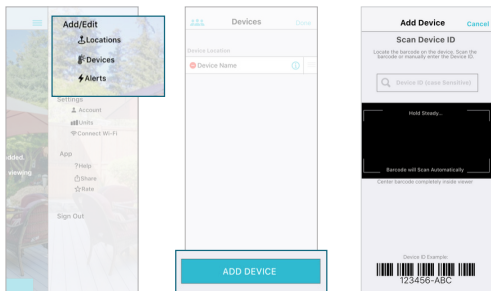 Add/Edit
Locations
Devices
Alerts
Settings
Account
Units
Connect Wi-Fi
dded.
viewing
App
?Help
Share
Rate
Sign Out
Devices
Done
Device Location
Device Name
ADD DEVICE
Add Device
Cancel
Scan Device ID
Locate the barcode on the device. Scan the
barcode or manually enter the Device ID.
Device ID (case Sensitive)
Hold Steady...
Barcode will Scan Automatically
Center barcode completely inside viewer
Device ID Example:
123456-ABC